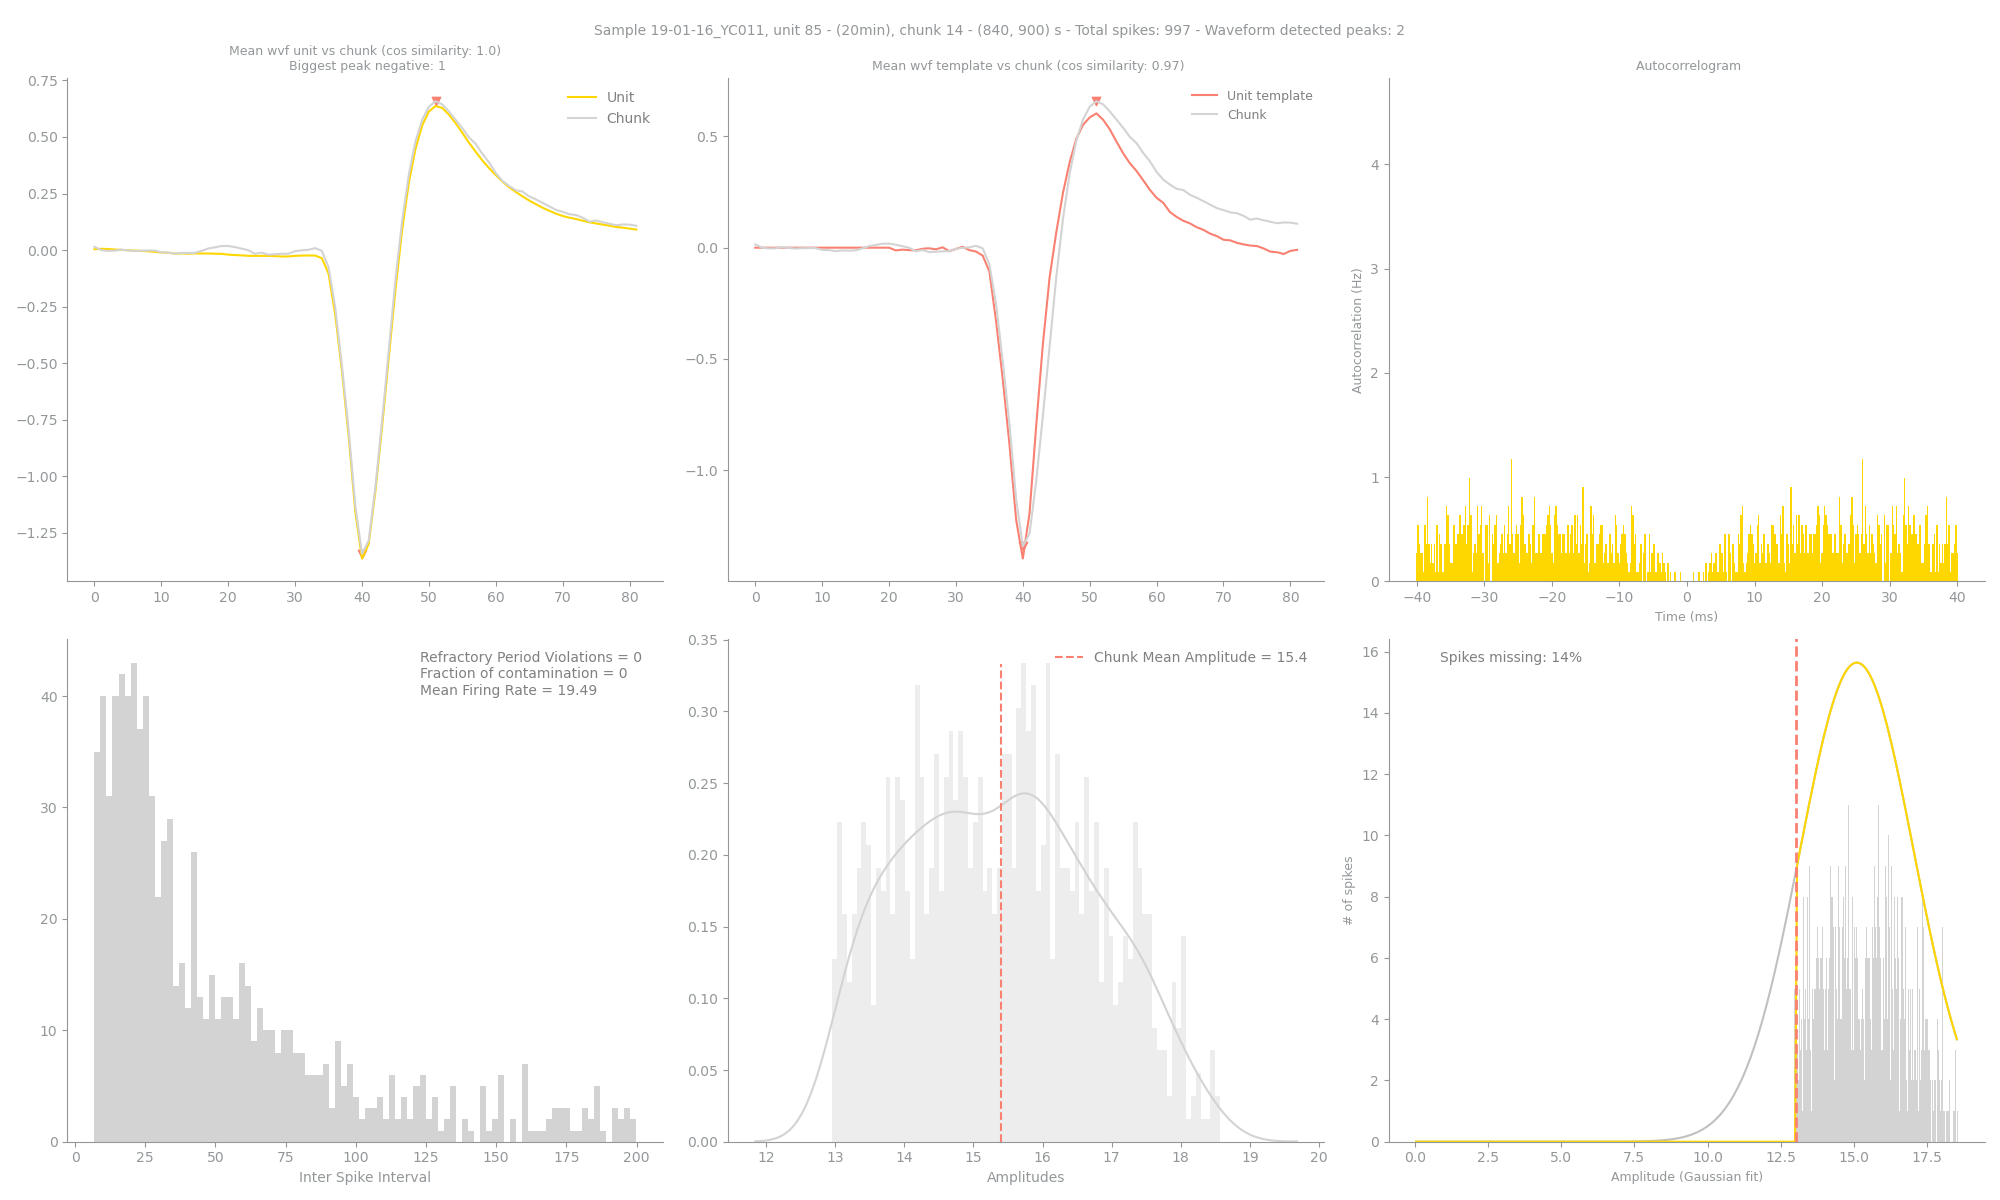 Sample 19-01-16_YC011, unit 85 - (20min), chunk 14 - (840, 900) s - Total spikes: 997 - Waveform detected peaks: 2
Mean wvf unit vs chunk (cos similarity: 1.0)
Biggest peak negative: 1
0.75
0.50
0.25
0.00
−0.25
−0.50
−0.75
−1.00
−1.25
0 10 20 30 40 50 60 70 80
Unit
Chunk
Mean wvf template vs chunk (cos similarity: 0.97)
0.5
0.0
−0.5
−1.0
0 10 20 30 40 50 60 70 80
Unit template
Chunk
Autocorrelogram
Autocorrelation (Hz)
4
3
2
1
0
−40 −30 −20 −10 0 10 20 30 40
Time (ms)
Refractory Period Violations = 0
Fraction of contamination = 0
Mean Firing Rate = 19.49
40
30
20
10
0
0 25 50 75 100 125 150 175 200
Inter Spike Interval
Chunk Mean Amplitude = 15.4
0.35
0.30
0.25
0.20
0.15
0.10
0.05
0.00
12 13 14 15 16 17 18 19 20
Amplitudes
Spikes missing: 14%
# of spikes
16
14
12
10
8
6
4
2
0
0.0 2.5 5.0 7.5 10.0 12.5 15.0 17.5
Amplitude (Gaussian fit)